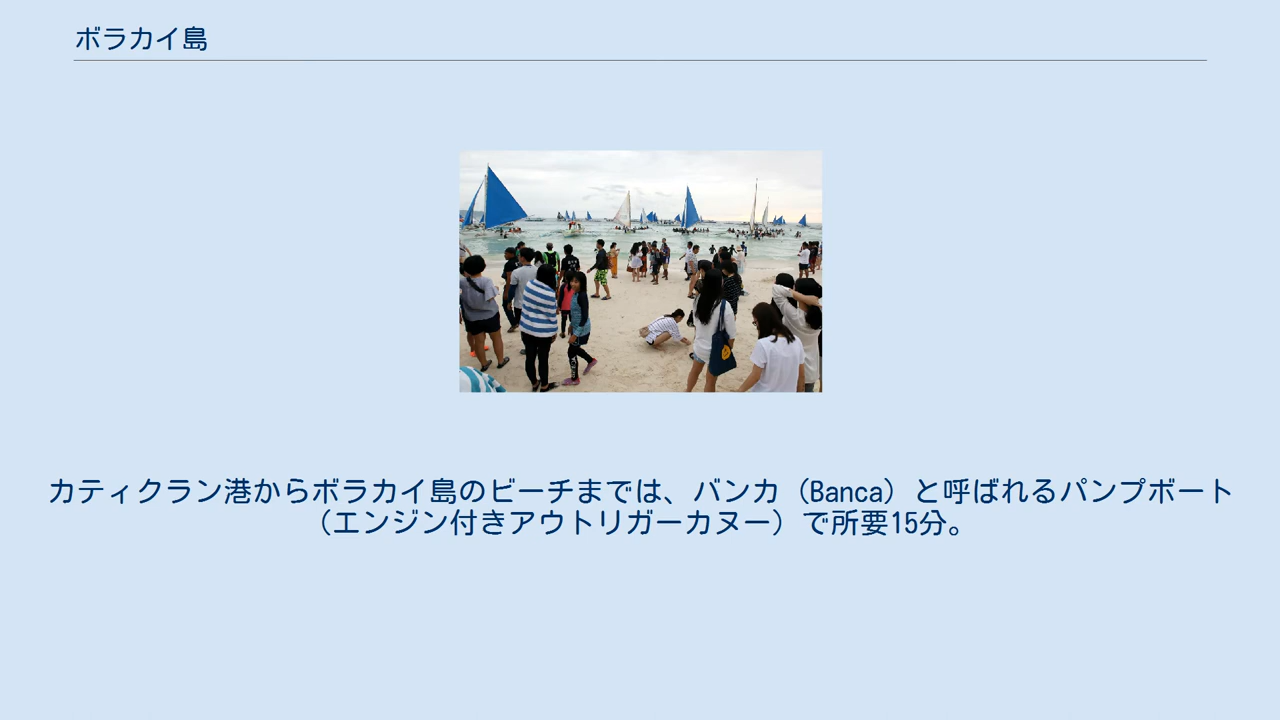 ボラカイ島
カティクラン港からボラカイ島のビーチまでは、バンカ（Banca）と呼ばれるパンプボート
（エンジン付きアウトリガーカヌー）で所要15分。